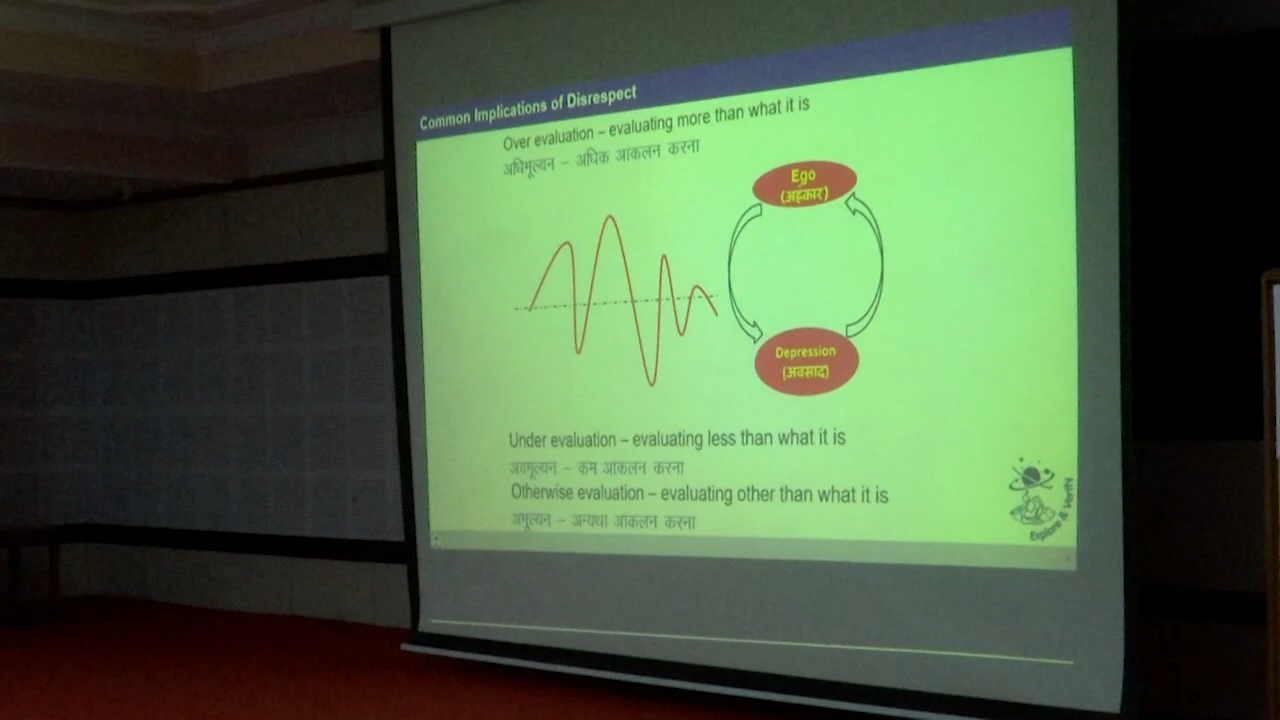 Common Implications of Disrespect
Over evaluation – evaluating more than what it is
अधिमूल्यन – अधिक आकलन करना
Ego
(अहंकार)
Depression
(अवसाद)
Under evaluation – evaluating less than what it is
अवमूल्यन – कम आकलन करना
Otherwise evaluation – evaluating other than what it is
अमूल्यन – अन्यथा आकलन करना
Explore & Verify